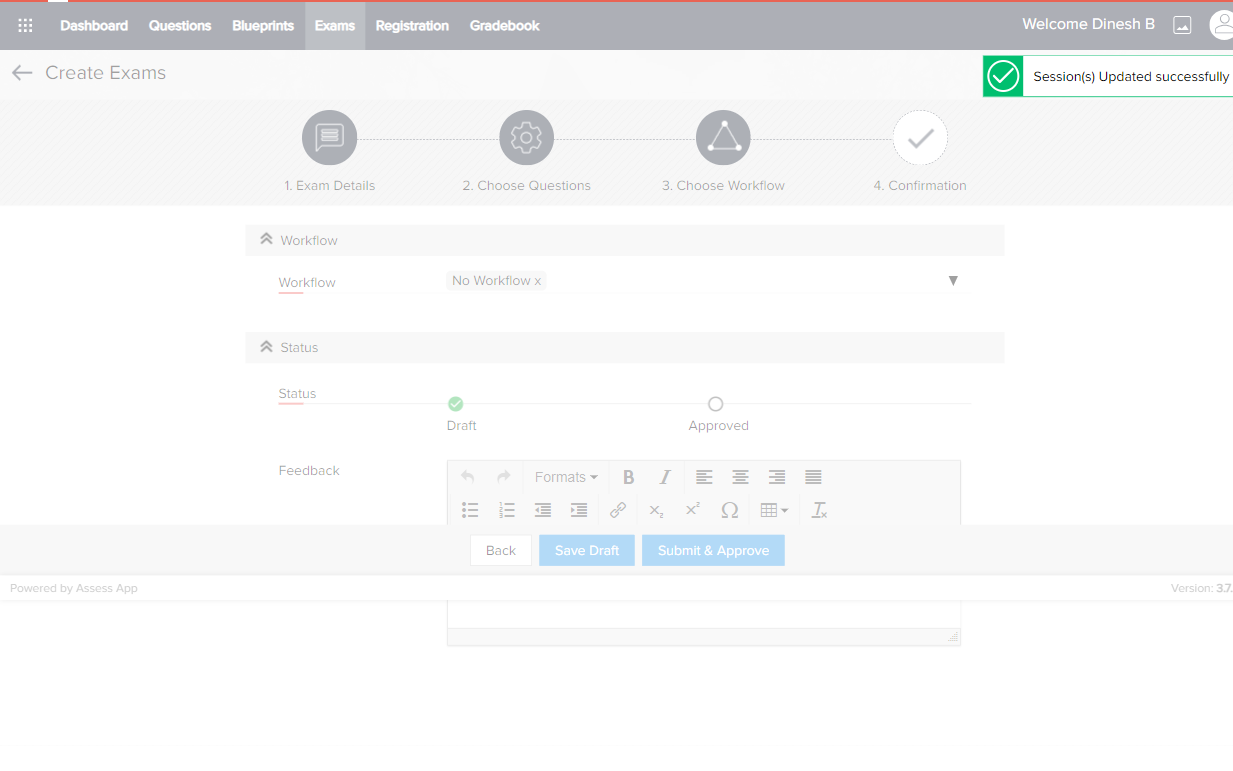 Dashboard Questions Blueprints Exams Registration Gradebook Welcome Dinesh B
Create Exams
Session(s) Updated successfully
1. Exam Details 2. Choose Questions 3. Choose Workflow 4. Confirmation
Workflow
Workflow No Workflow x
Status
Status
Draft Approved
Feedback
Formats B I
Back Save Draft Submit & Approve
Powered by Assess App Version: 3.7.